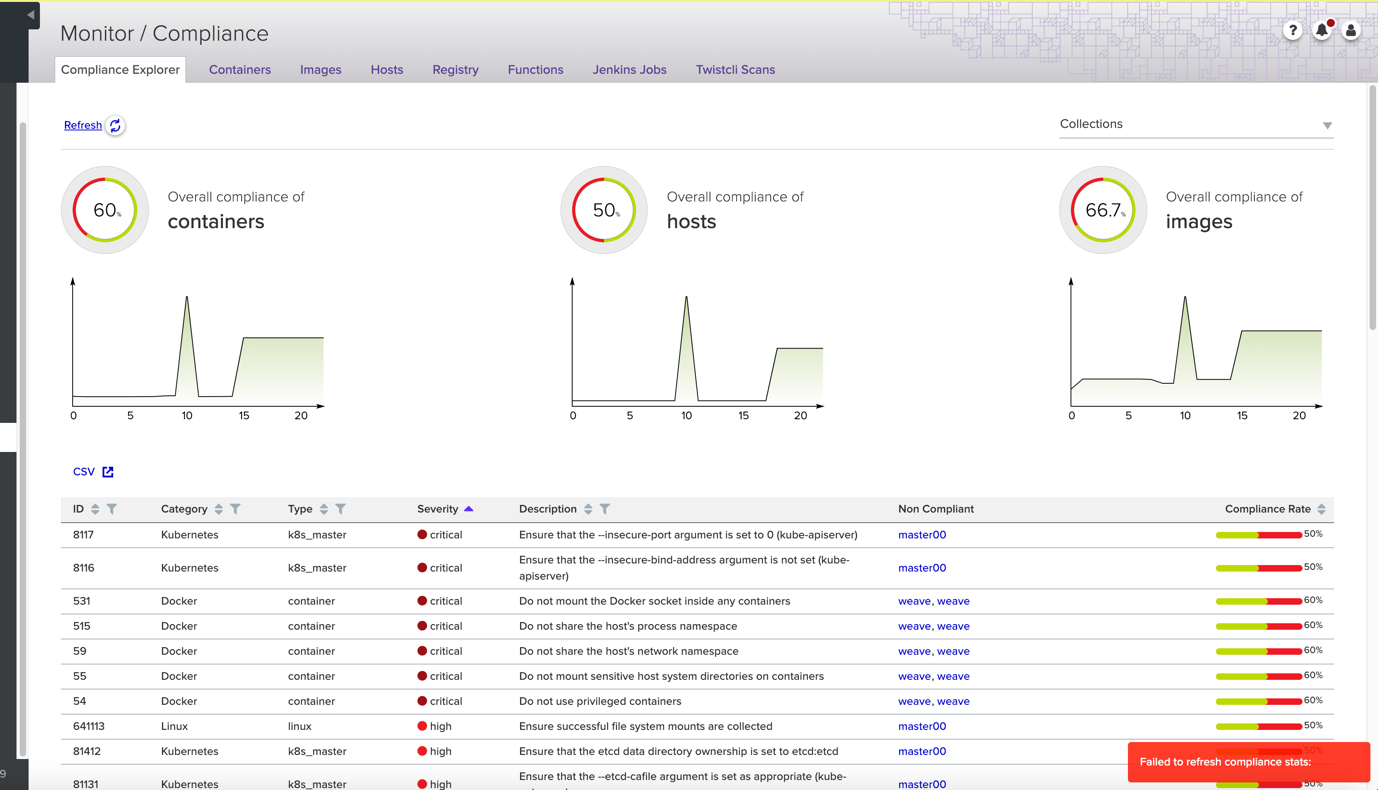 Monitor / Compliance
?
Compliance Explorer Containers Images Hosts Registry Functions Jenkins Jobs Twistcli Scans
Refresh Collections
60% Overall compliance of containers
50% Overall compliance of hosts
66.7% Overall compliance of images
0 5 10 15 20
0 5 10 15 20
0 5 10 15 20
CSV
ID Category Type Severity Description Non Compliant Compliance Rate
8117 Kubernetes k8s_master critical Ensure that the --insecure-port argument is set to 0 (kube-apiserver) master00 50%
8116 Kubernetes k8s_master critical Ensure that the --insecure-bind-address argument is not set (kube-
apiserver) master00 50%
531 Docker container critical Do not mount the Docker socket inside any containers weave, weave 60%
515 Docker container critical Do not share the host's process namespace weave, weave 60%
59 Docker container critical Do not share the host's network namespace weave, weave 60%
55 Docker container critical Do not mount sensitive host system directories on containers weave, weave 60%
54 Docker container critical Do not use privileged containers weave, weave 60%
641113 Linux linux high Ensure successful file system mounts are collected master00 50%
81412 Kubernetes k8s_master high Ensure that the etcd data directory ownership is set to etcd:etcd master00 50%
Failed to refresh compliance stats:
81131 Kubernetes k8s_master high Ensure that the --etcd-cafile argument is set as appropriate (kube- master00 50%
9